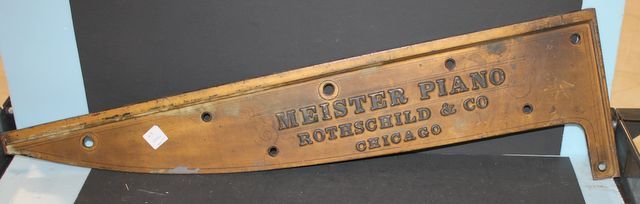 MEISTER PIANO
ROTHSCHILD & CO
CHICAGO